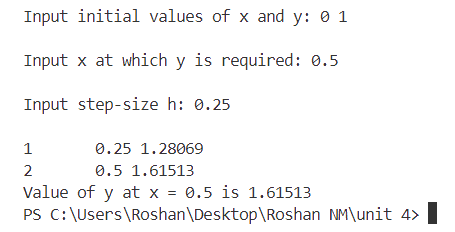 Input initial values of x and y: 0 1
Input x at which y is required: 0.5
Input step-size h: 0.25
1 0.25 1.28069
2 0.5 1.61513
Value of y at x = 0.5 is 1.61513
PS C:\Users\Roshan\Desktop\Roshan NM\unit 4>